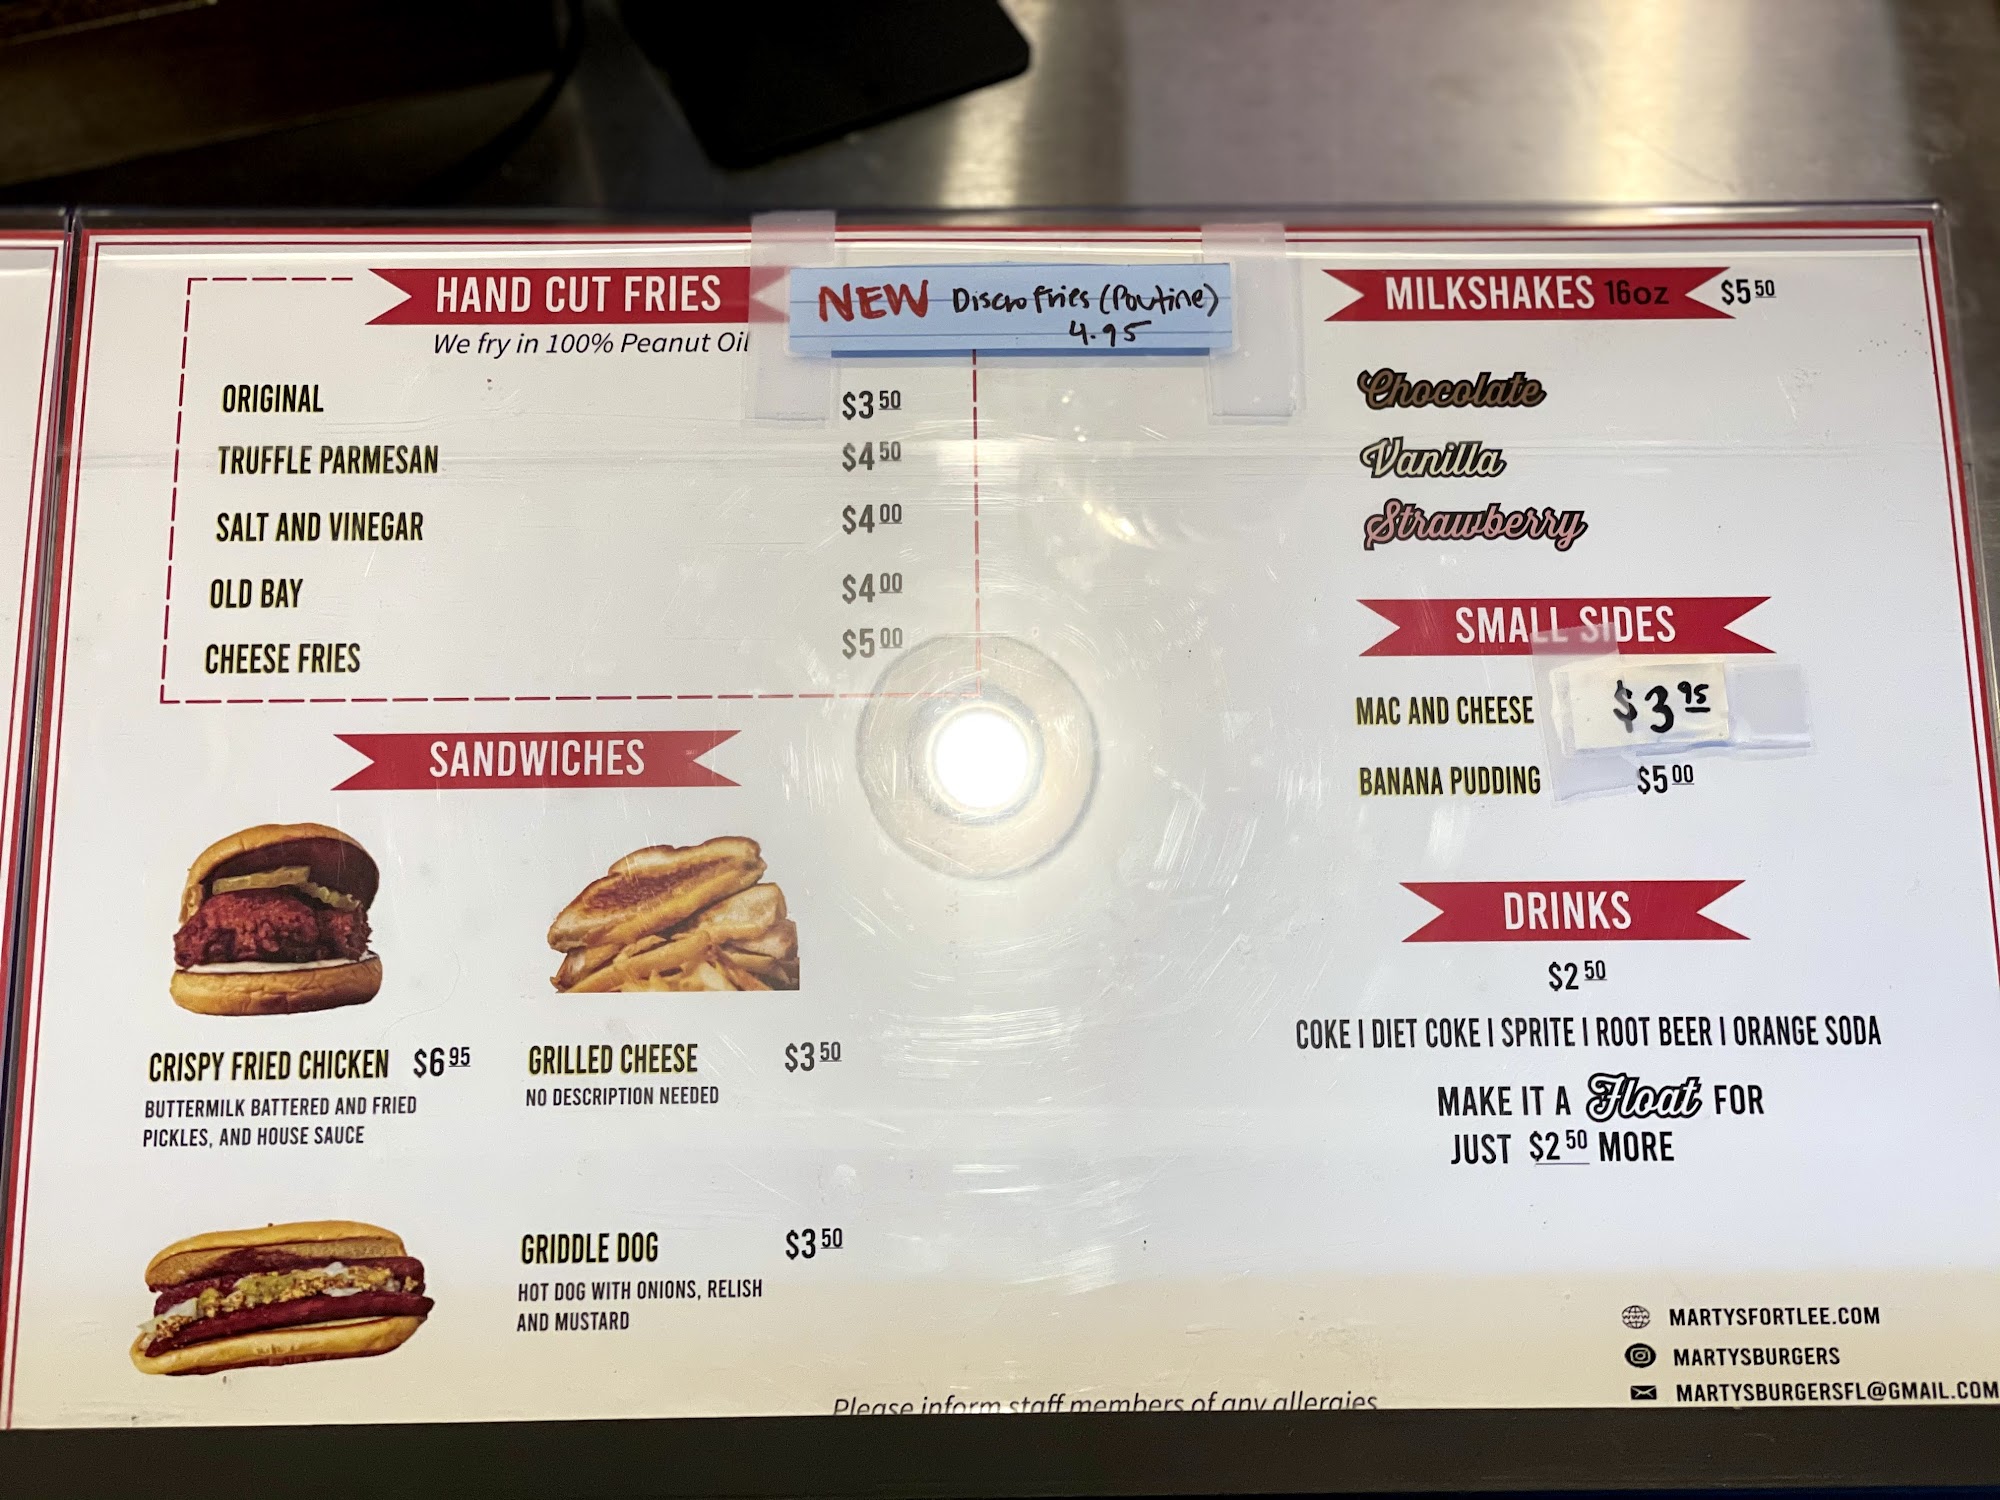 HAND CUT FRIES
We fry in 100% Peanut Oil
NEW Disco Fries (Poutine)
4.95
ORIGINAL $3 50
TRUFFLE PARMESAN $4 50
SALT AND VINEGAR $4 00
OLD BAY $4 00
CHEESE FRIES $5 00
SANDWICHES
CRISPY FRIED CHICKEN $6 95
BUTTERMILK BATTERED AND FRIED
PICKLES, AND HOUSE SAUCE
GRILLED CHEESE $3 50
NO DESCRIPTION NEEDED
GRIDDLE DOG $3 50
HOT DOG WITH ONIONS, RELISH
AND MUSTARD
MILKSHAKES 16oz $5 50
Chocolate
Vanilla
Strawberry
SMALL SIDES
MAC AND CHEESE $3 95
BANANA PUDDING $5 00
DRINKS
$2 50
COKE | DIET COKE | SPRITE | ROOT BEER | ORANGE SODA
MAKE IT A Float FOR
JUST $2 50 MORE
MARTYSFORTLEE.COM
MARTYSBURGERS
MARTYSBURGERSFL@GMAIL.COM
Please inform staff members of any allergies